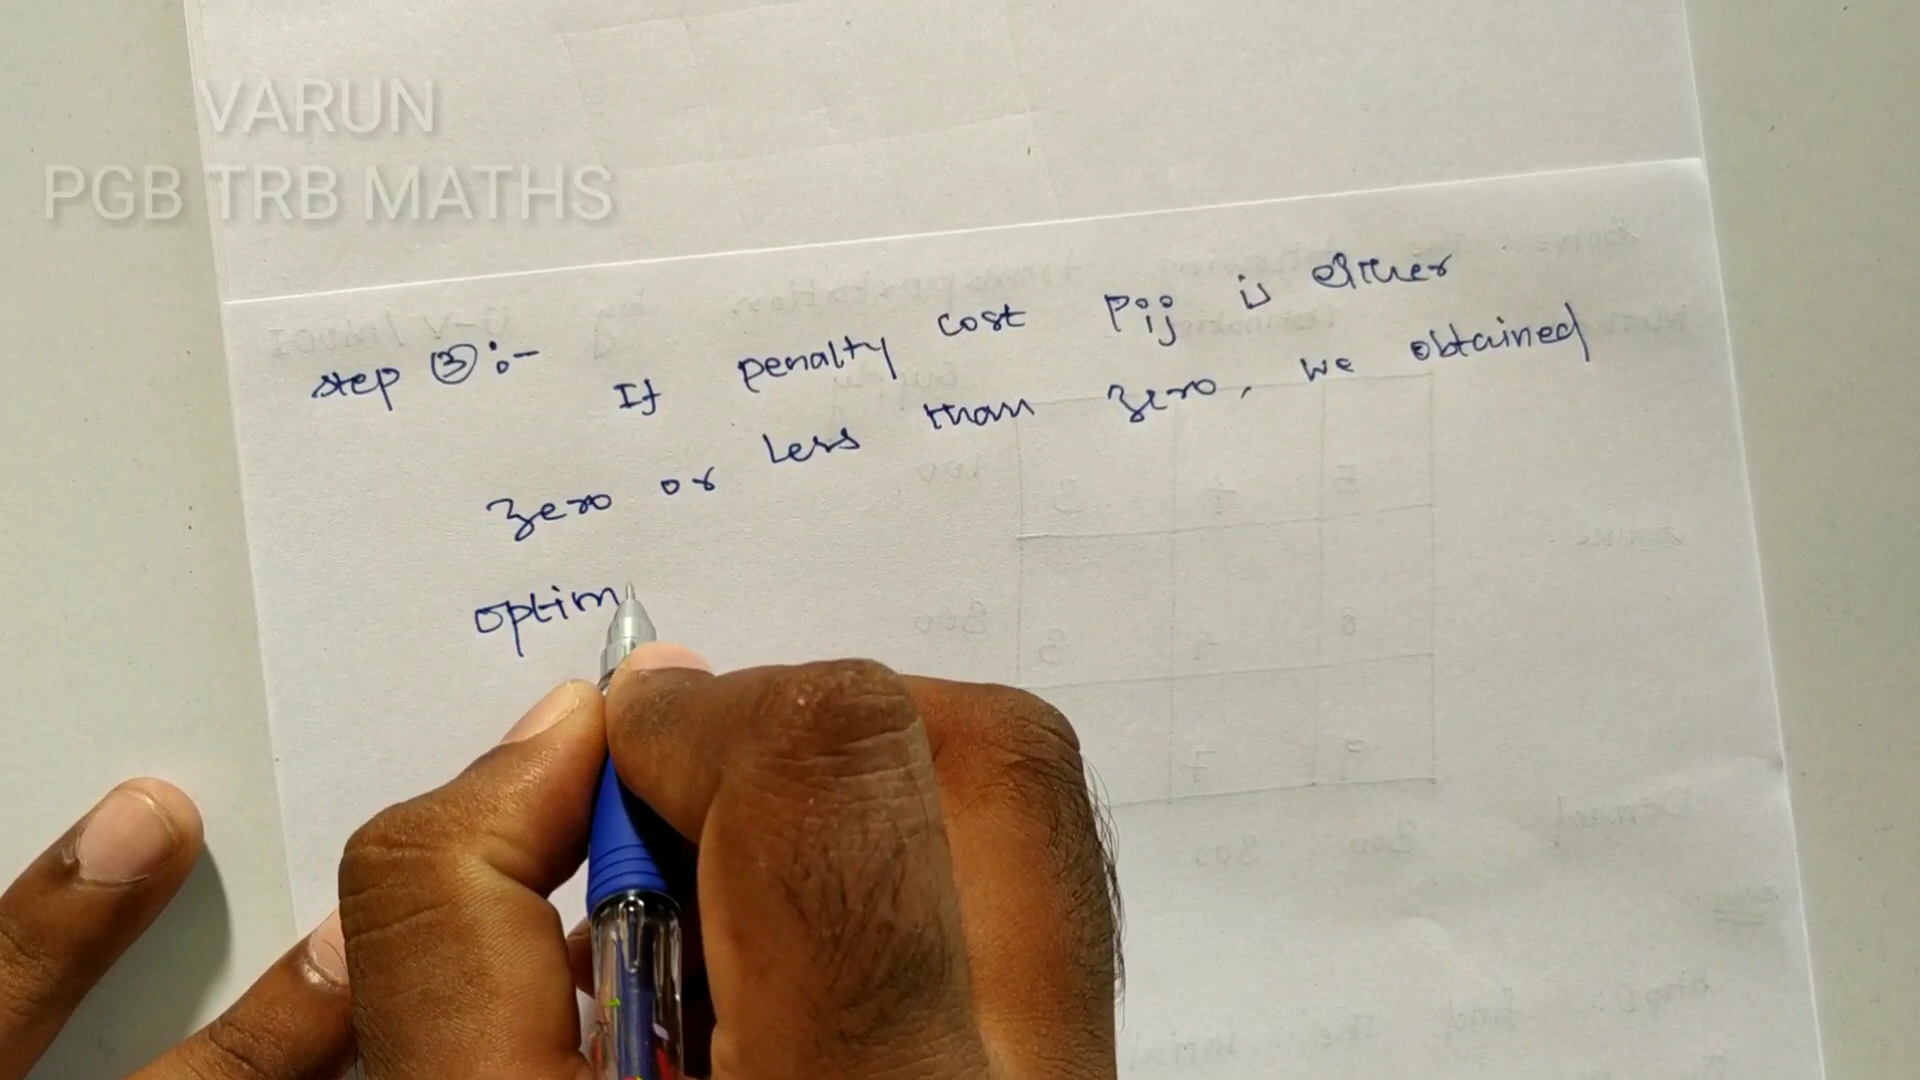 VARUN
PGB TRB MATHS
step ③:- If penalty cost Pij is either
zero or less than zero, we obtained
optim